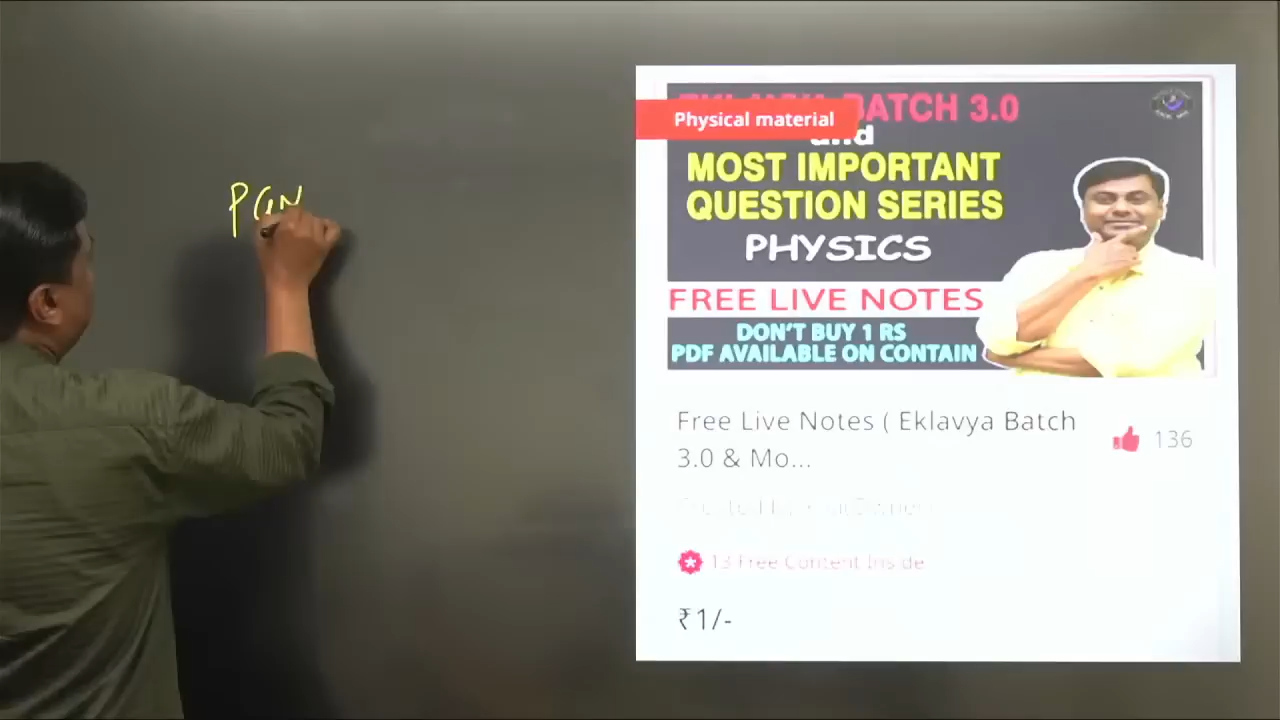 PGN
EKLAVYA BATCH 3.0
Physical material
and
MOST IMPORTANT
QUESTION SERIES
PHYSICS
FREE LIVE NOTES
DON'T BUY 1 RS
PDF AVAILABLE ON CONTAIN
Free Live Notes ( Eklavya Batch
3.0 & Mo...
136
Created by
13 Free Content Inside
₹1/-